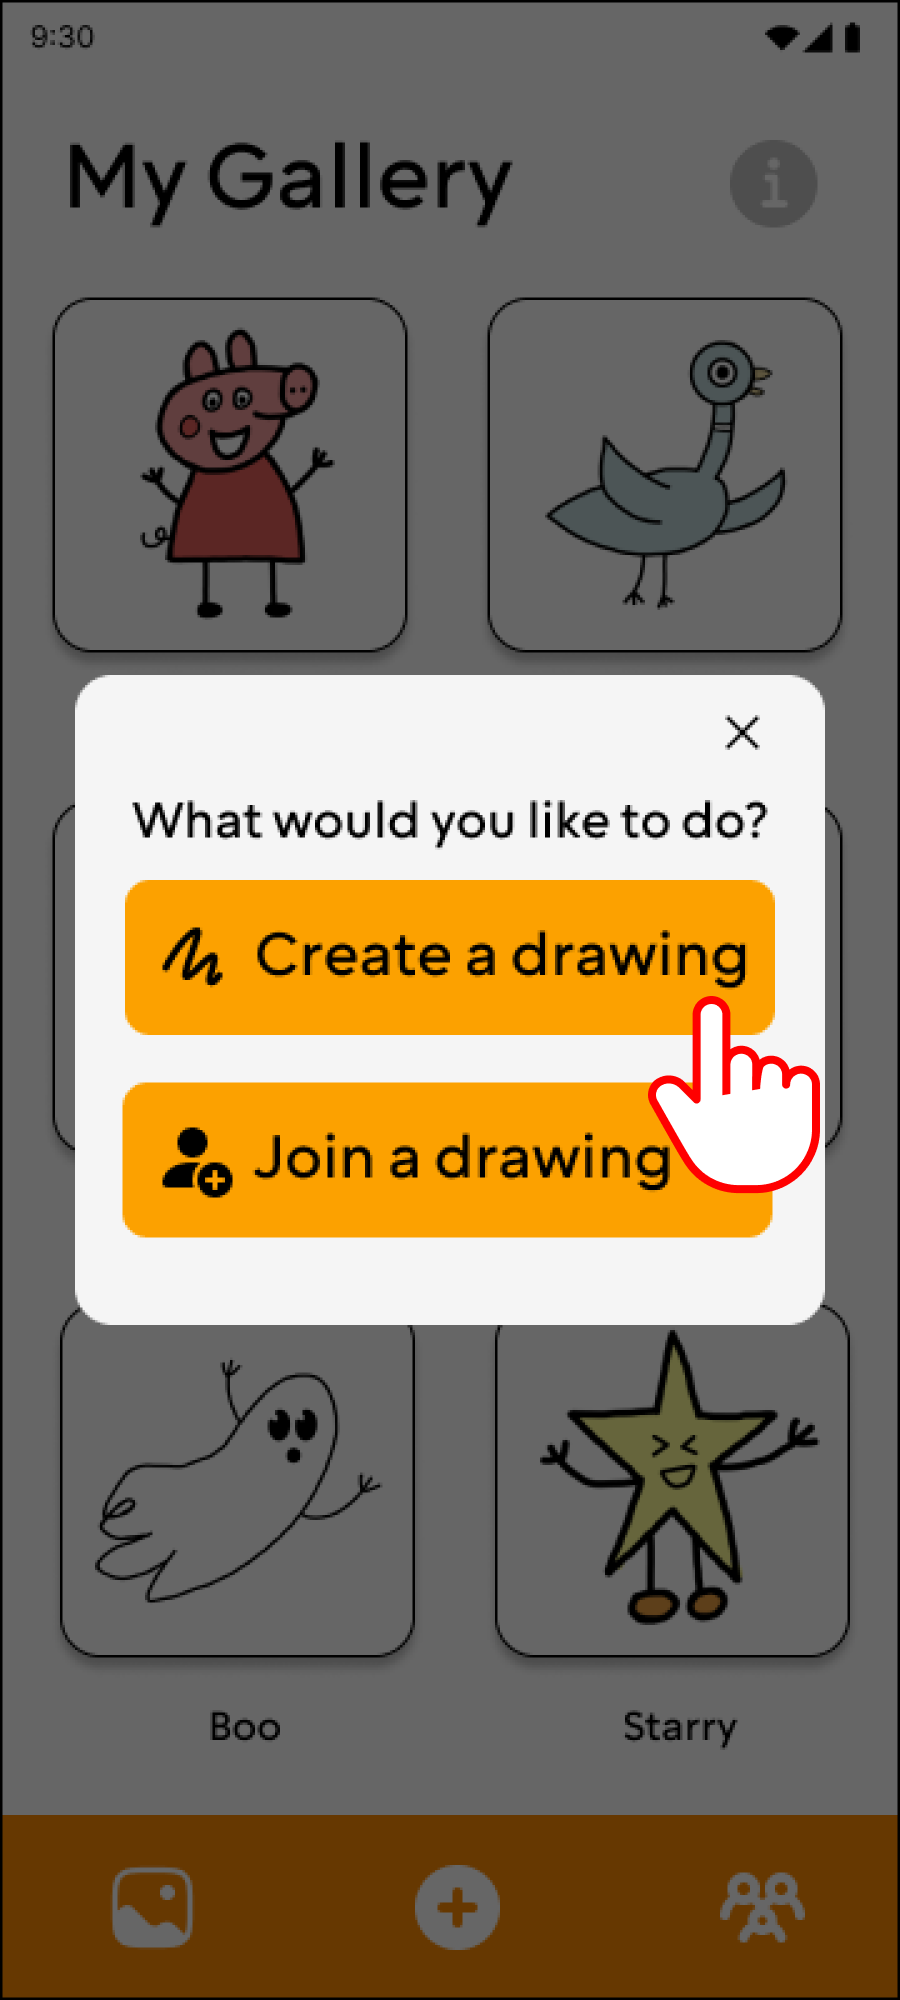 9:30
My Gallery
What would you like to do?
Create a drawing
Join a drawing
Boo
Starry